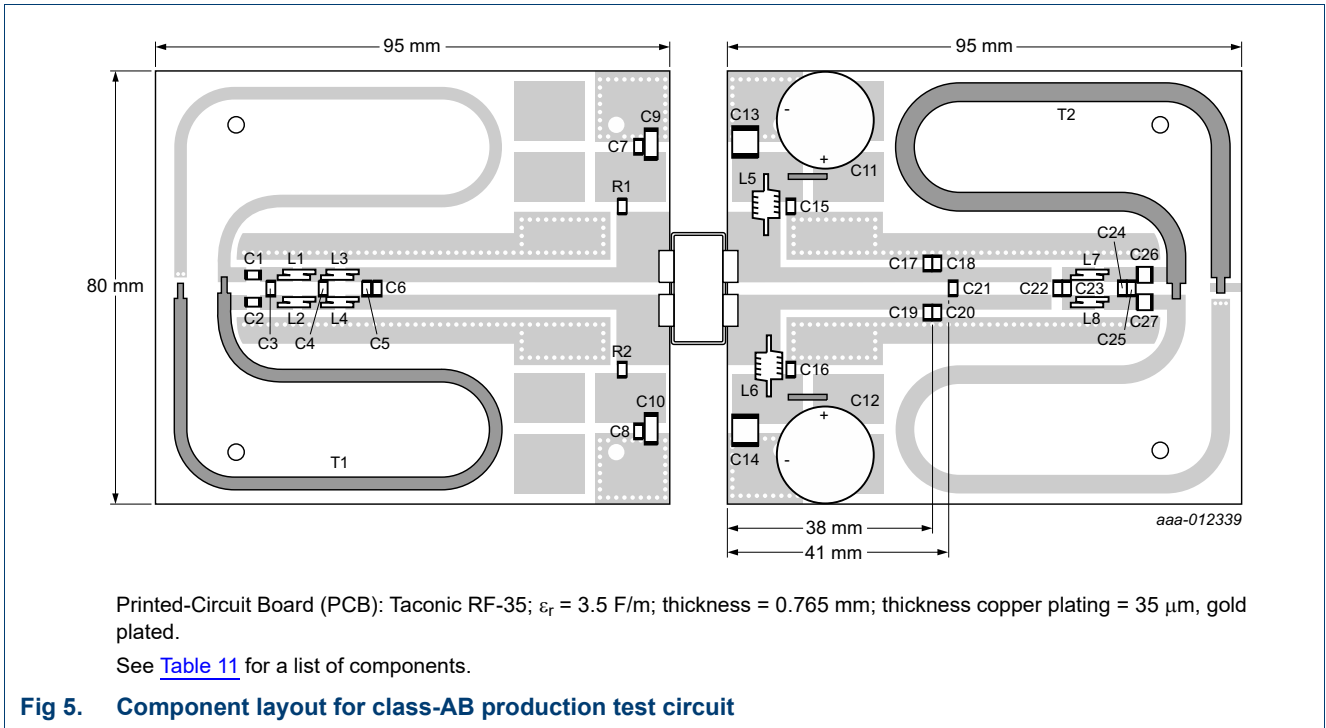 95 mm
95 mm
80 mm
C9
C7
R1
C1
L1
L3
C6
C2
L2
L4
C3
C4
C5
R2
C10
C8
T1
C13
-
+
C11
T2
L5
C15
C24
C17
C18
L7
C26
C21
C22
C23
C19
C20
L8
C27
C25
C16
L6
C12
+
-
C14
38 mm
41 mm
aaa-012339
Printed-Circuit Board (PCB): Taconic RF-35; εr = 3.5 F/m; thickness = 0.765 mm; thickness copper plating = 35 μm, gold
plated.
See Table 11 for a list of components.
Fig 5. Component layout for class-AB production test circuit